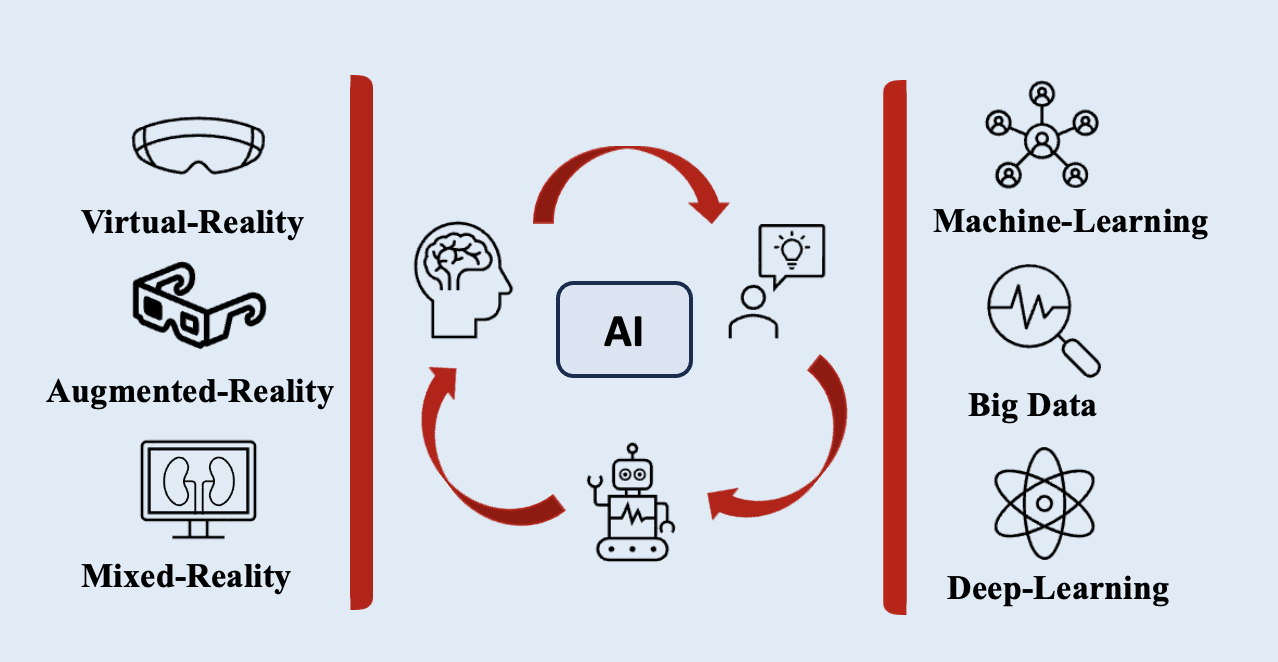 Virtual-Reality
Augmented-Reality
Mixed-Reality
AI
Machine-Learning
Big Data
Deep-Learning